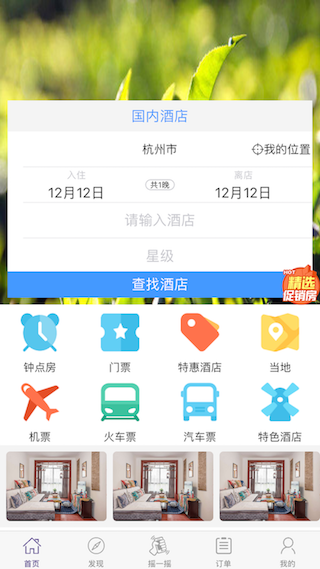 国内酒店
杭州市
我的位置
入住
离店
12月12日
共1晚
12月12日
请输入酒店
星级
查找酒店
HOT
精选
促销房
钟点房
门票
特惠酒店
当地
机票
火车票
汽车票
特色酒店
首页
发现
摇一摇
订单
我的